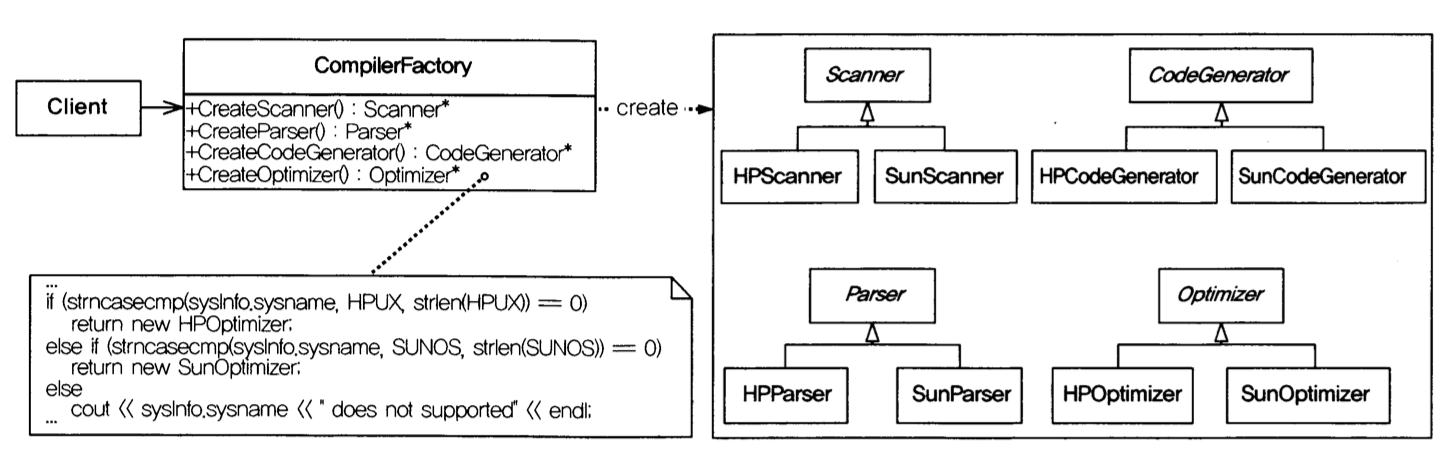 Client
CompilerFactory
+CreateScanner() : Scanner*
+CreateParser() : Parser*
+CreateCodeGenerator() : CodeGenerator*
+CreateOptimizer() : Optimizer*
create
Scanner
HPScanner
SunScanner
CodeGenerator
HPCodeGenerator
SunCodeGenerator
Parser
HPParser
SunParser
Optimizer
HPOptimizer
SunOptimizer
...
if (strncasecmp(sysInfo.sysname, HPUX, strlen(HPUX)) == 0)
return new HPOptimizer;
else if (strncasecmp(sysInfo.sysname, SUNOS, strlen(SUNOS)) == 0)
return new SunOptimizer;
else
cout << sysInfo.sysname << " does not supported" << endl;
...